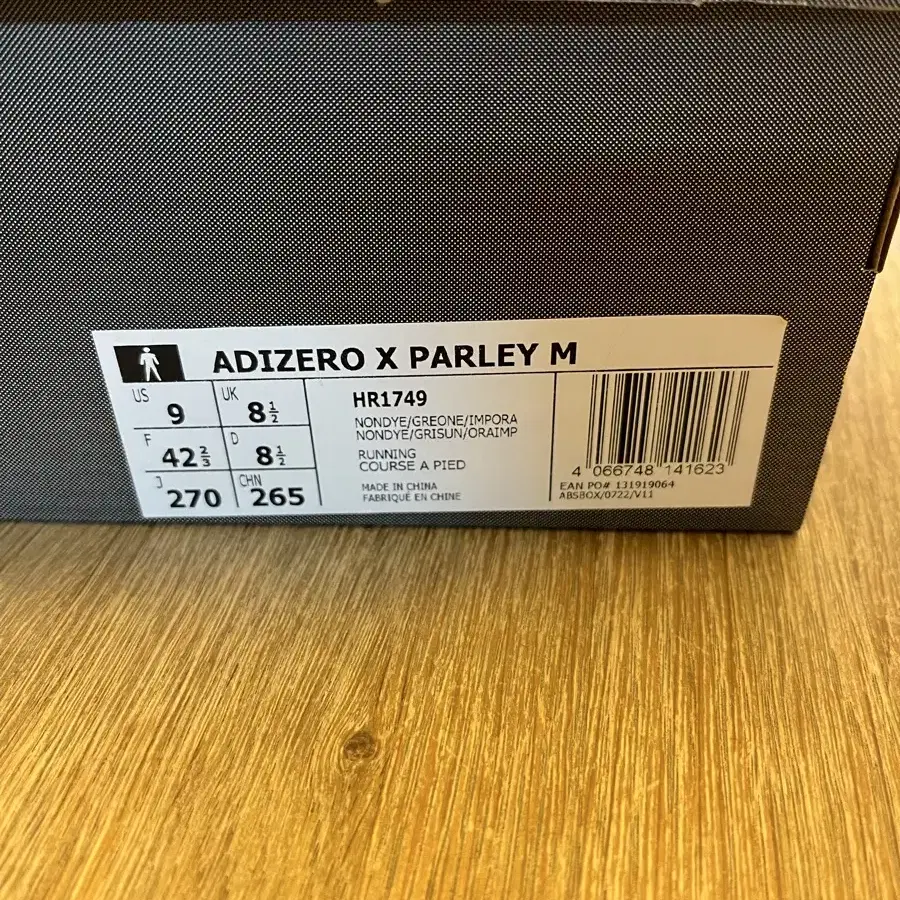 ADIZERO X PARLEY M
US 9 UK 8 1/2
F 42 2/3 D 8 1/2
J 270 CHN 265
HR1749
NONDYE/GREONE/IMPORA
NONDYE/GRISUN/ORAIMP
RUNNING
COURSE A PIED
MADE IN CHINA
FABRIQUÉ EN CHINE
4 066748 141623
EAN PO# 131919064
ABSBOX/0722/V11